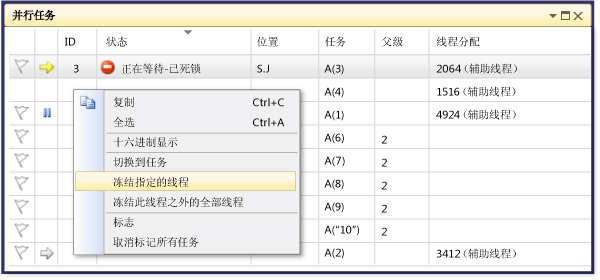 并行任务
ID 状态 位置 任务 父级 线程分配
3 正在等待-已死锁 S.J A(3) 2064（辅助线程）
A(4) 1516（辅助线程）
复制 Ctrl+C A(1) 4924（辅助线程）
全选 Ctrl+A A(6) 2
十六进制显示
切换到任务 A(7) 2
冻结指定的线程 A(8) 2
冻结此线程之外的全部线程 A(9) 2
标志 A("10") 2
取消标记所有任务 A(2) 3412（辅助线程）